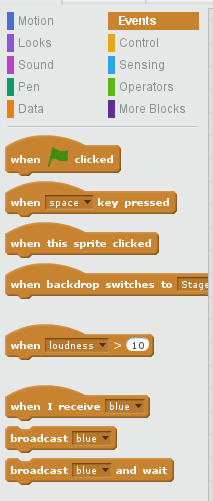 Motion Events
Looks Control
Sound Sensing
Pen Operators
Data More Blocks
when clicked
when space key pressed
when this sprite clicked
when backdrop switches to Stage
when loudness > 10
when I receive blue
broadcast blue
broadcast blue and wait